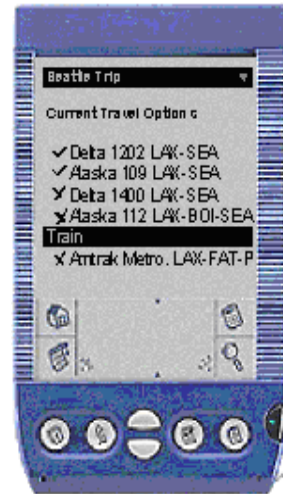 Seattle Trip
Current Travel Options
Delta 1202 LAX-SEA
Alaska 109 LAX-SEA
Delta 1400 LAX-SEA
Alaska 112 LAX-BOI-SEA
Train
Amtrak Metro. LAX-FAT-P